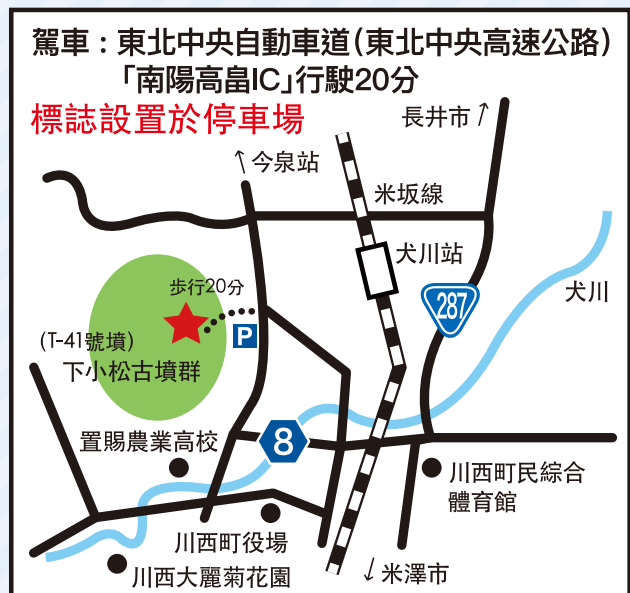 駕車：東北中央自動車道(東北中央高速公路)
「南陽高畠IC」行駛20分
標誌設置於停車場
長井市↑
↑今泉站
米坂線
犬川站
287
犬川
步行20分
P
(T-41號墳)
下小松古墳群
置賜農業高校
8
川西町民綜合
體育館
川西町役場
川西大麗菊花園
↓米澤市